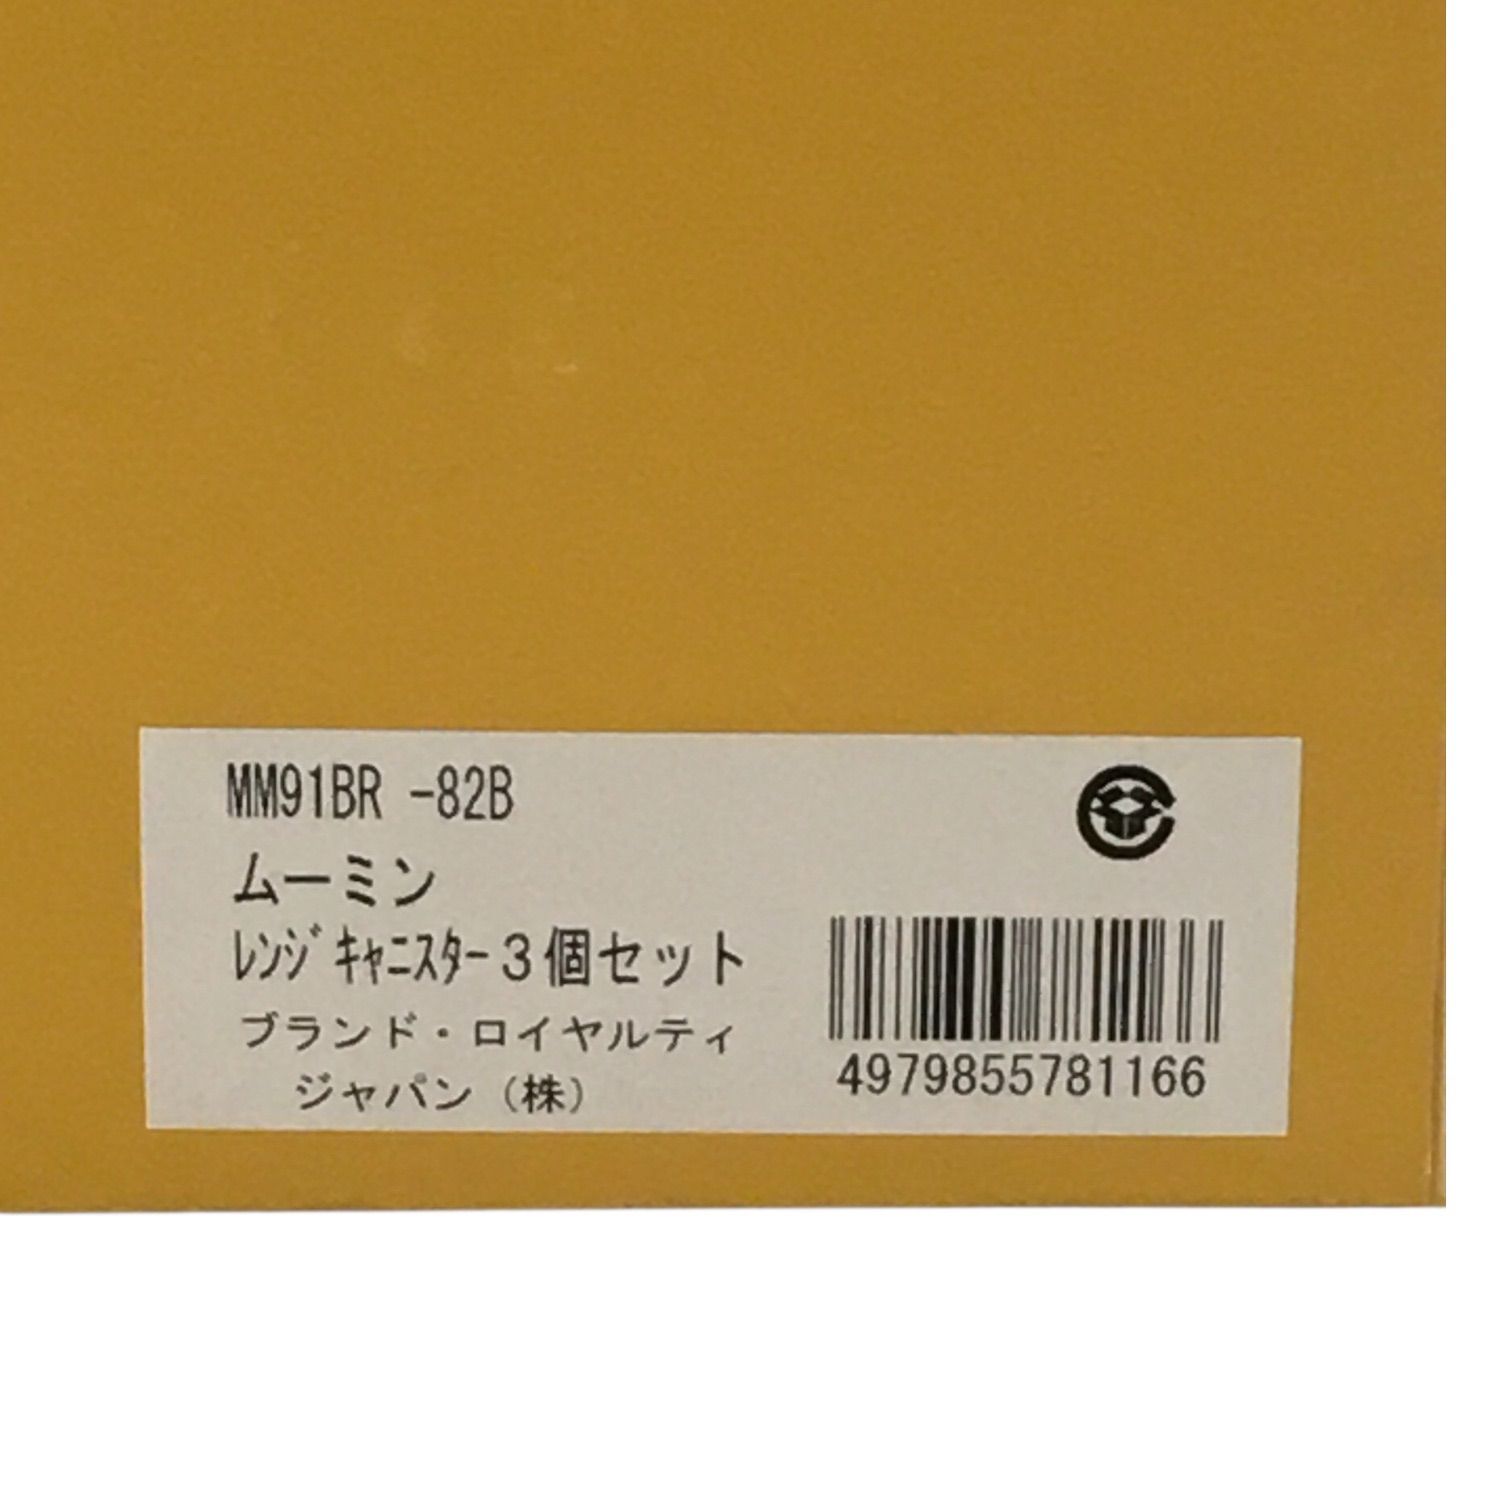 MM91BR -82B
ムーミン
ﾚﾝｼﾞｷｬﾆｽﾀｰ３個セット
ブランド・ロイヤルティ
ジャパン（株）
4979855781166